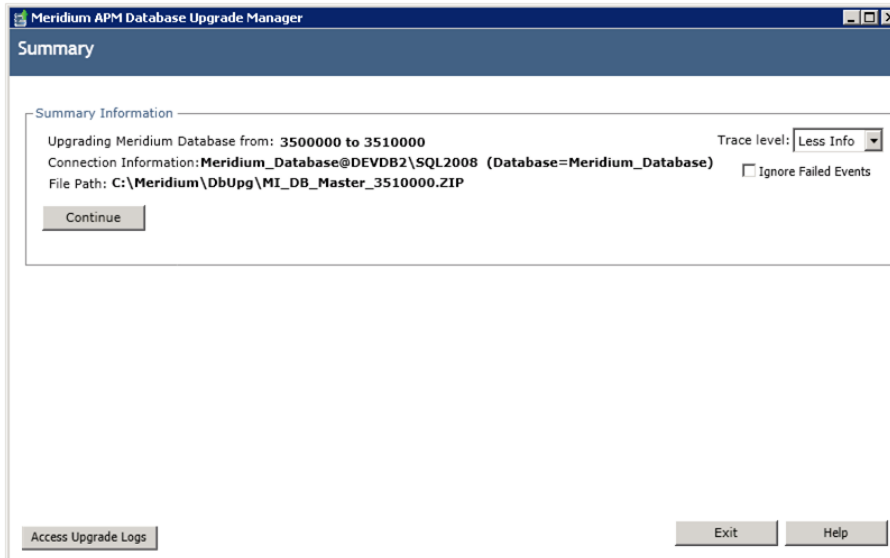 Meridium APM Database Upgrade Manager
Summary
Summary Information
Upgrading Meridium Database from: 3500000 to 3510000
Trace level: Less Info
Connection Information:Meridium_Database@DEVDB2\SQL2008 (Database=Meridium_Database)
Ignore Failed Events
File Path: C:\Meridium\DbUpg\MI_DB_Master_3510000.ZIP
Continue
Access Upgrade Logs
Exit
Help